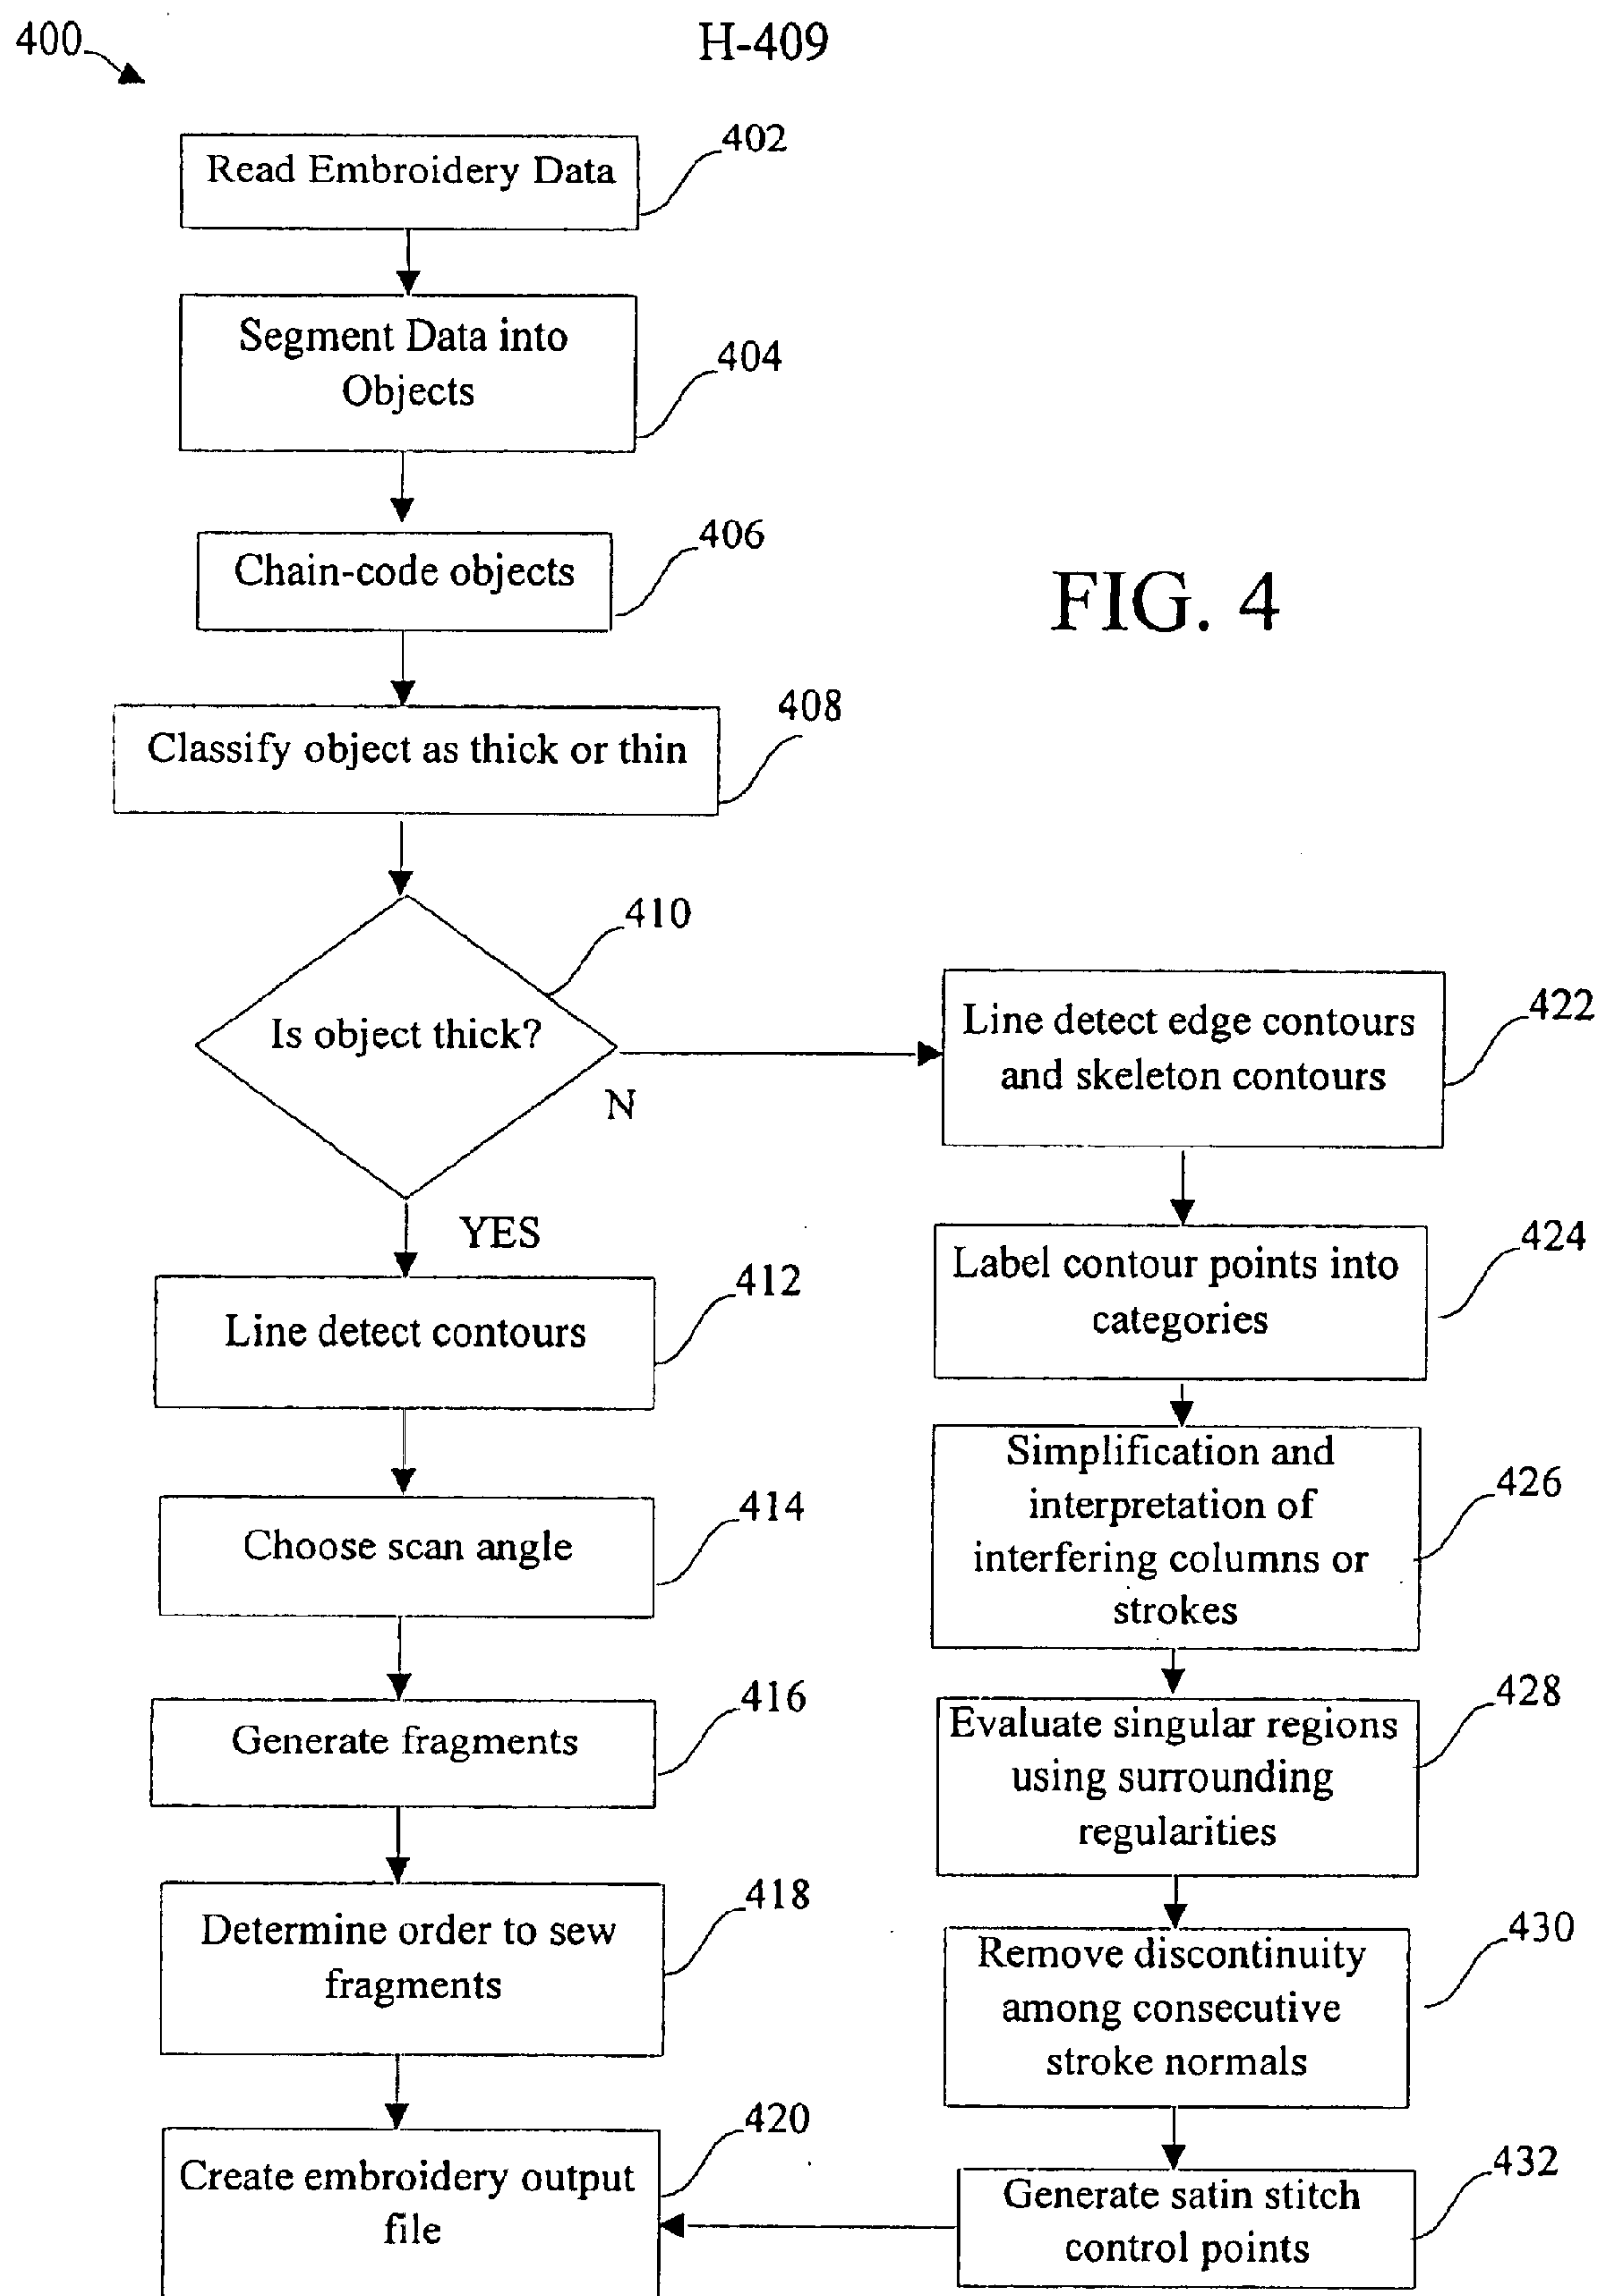 400
H-409
402
Read Embroidery Data
Segment Data into
Objects
404
406
Chain-code objects
FIG. 4
408
Classify object as thick or thin
410
Is object thick?
N
YES
412
Line detect contours
414
Choose scan angle
416
Generate fragments
418
Determine order to sew
fragments
420
Create embroidery output
file
422
Line detect edge contours
and skeleton contours
424
Label contour points into
categories
426
Simplification and
interpretation of
interfering columns or
strokes
428
Evaluate singular regions
using surrounding
regularities
430
Remove discontinuity
among consecutive
stroke normals
432
Generate satin stitch
control points